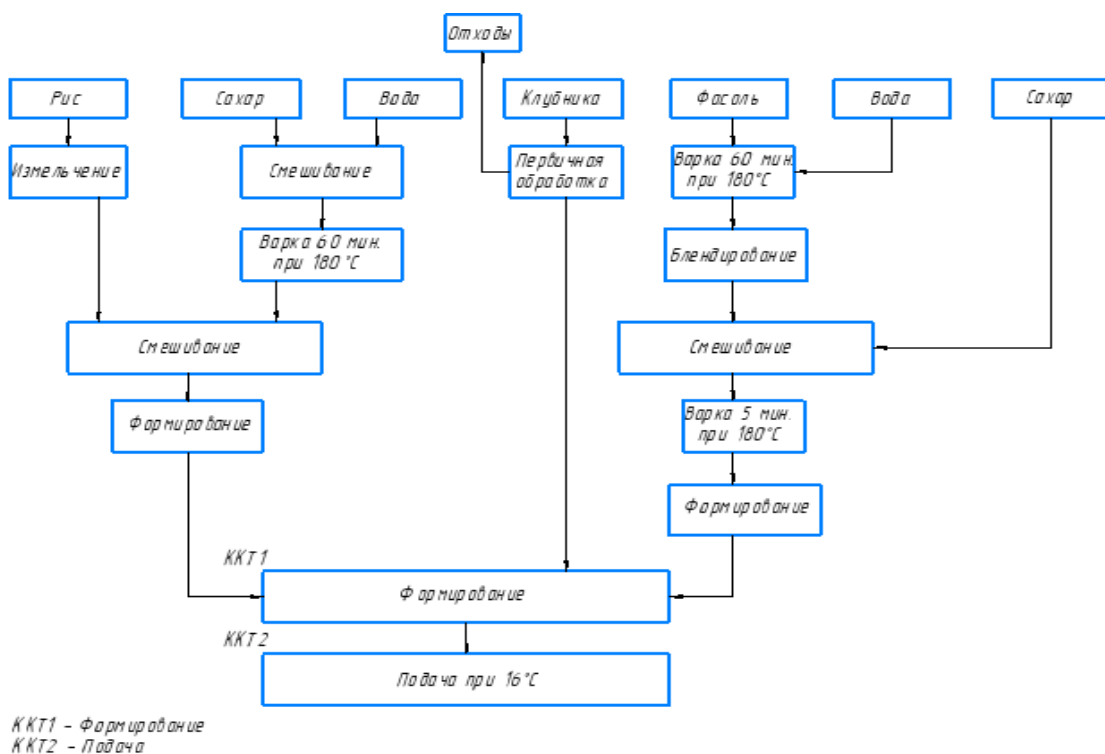 Отходы
Рис
Сахар
Вода
Клубника
Фасоль
Вода
Сахар
Измельчение
Смешивание
Первичная
обработка
Варка 60 мин.
при 180°С
Варка 60 мин.
при 180°С
Блендирование
Смешивание
Смешивание
Формирование
Варка 5 мин.
при 180°С
Формирование
ККТ1
Формирование
ККТ2
Подача при 16°С
ККТ1 - Формирование
ККТ2 - Подача